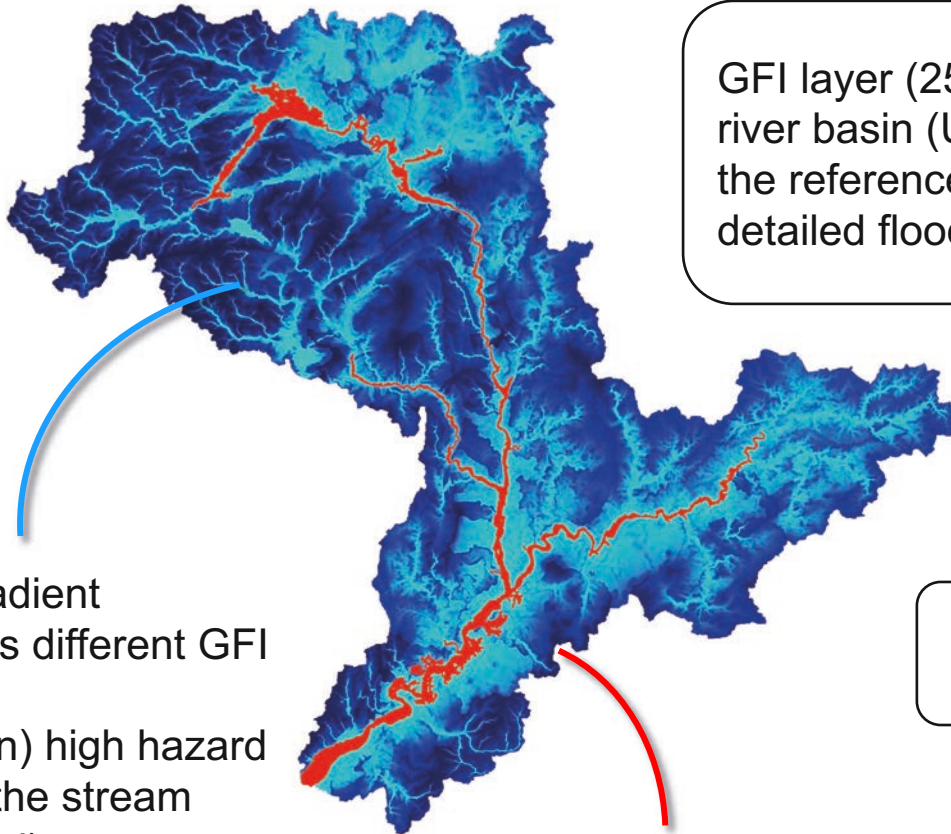 GFI layer (25
river basin (U
the reference
detailed flood
adient
s different GFI
n) high hazard
the stream